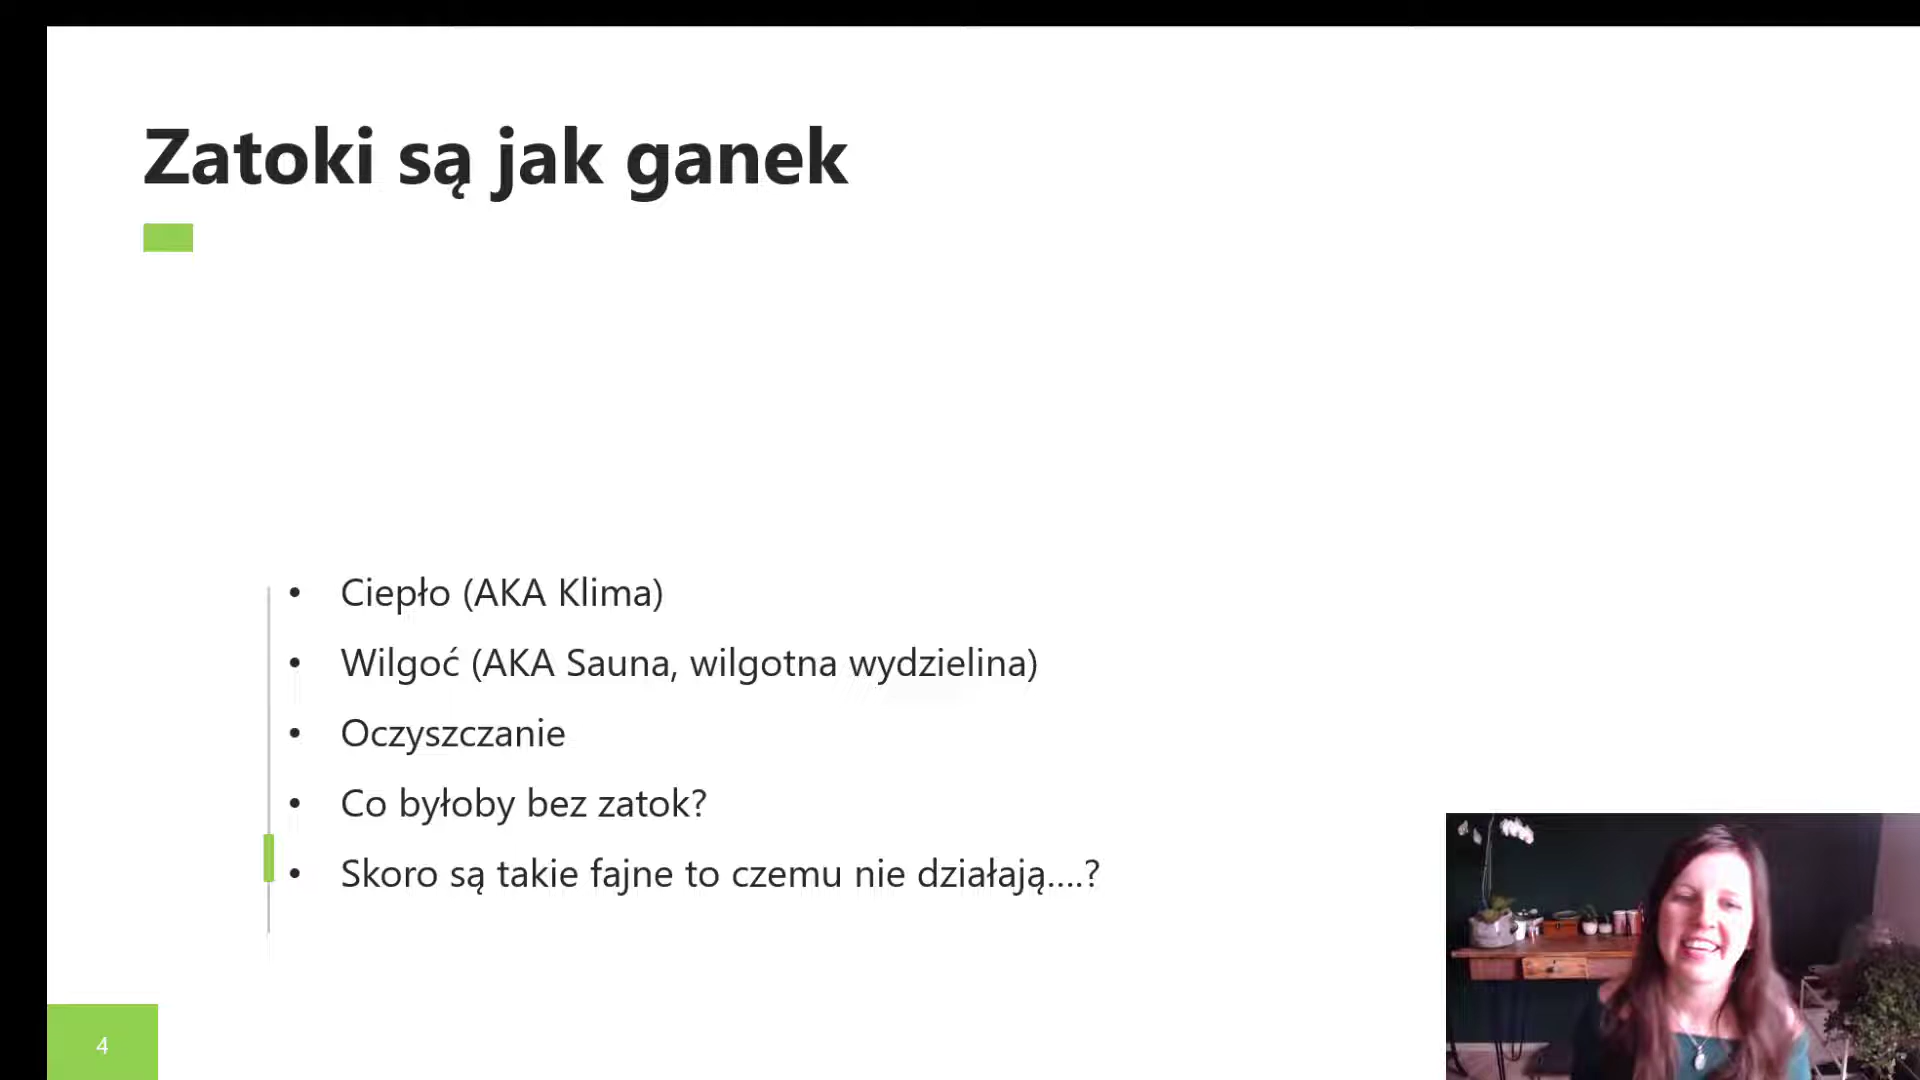 Zatoki są jak ganek
• Ciepło (AKA Klima)
• Wilgoć (AKA Sauna, wilgotna wydzielina)
• Oczyszczanie
• Co byłoby bez zatok?
• Skoro są takie fajne to czemu nie działają....?
4